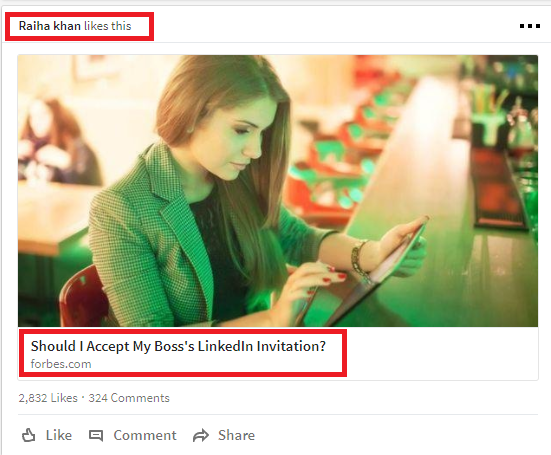 Raiha khan likes this
Should I Accept My Boss's LinkedIn Invitation?
forbes.com
2,832 Likes · 324 Comments
Like Comment Share